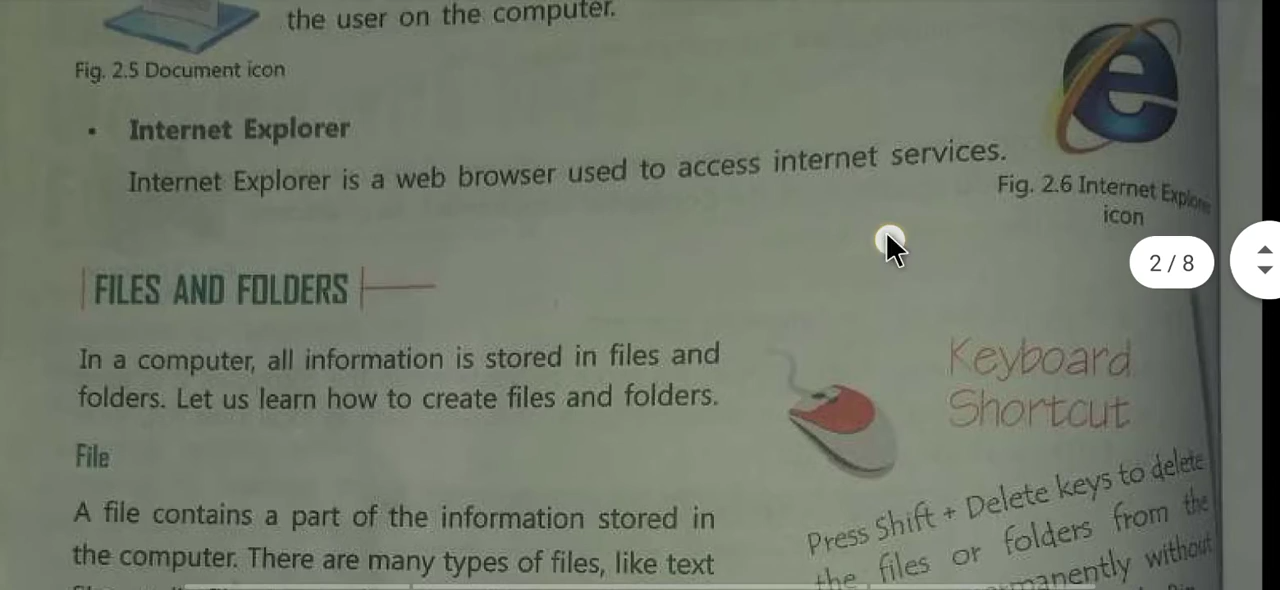 the user on the computer.
Fig. 2.5 Document icon
• Internet Explorer
Internet Explorer is a web browser used to access internet services.
Fig. 2.6 Internet Explorer
icon
2 / 8
FILES AND FOLDERS
In a computer, all information is stored in files and
folders. Let us learn how to create files and folders.
File
A file contains a part of the information stored in
the computer. There are many types of files, like text
Keyboard
Shortcut
Press Shift + Delete keys to delete
the files or folders from the
without